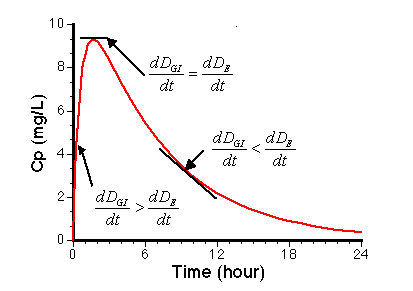 10
8
6
4
2
0
Cp (mg/L)
dD_GI/dt = dD_E/dt
dD_GI/dt < dD_E/dt
dD_GI/dt > dD_E/dt
0 6 12 18 24
Time (hour)